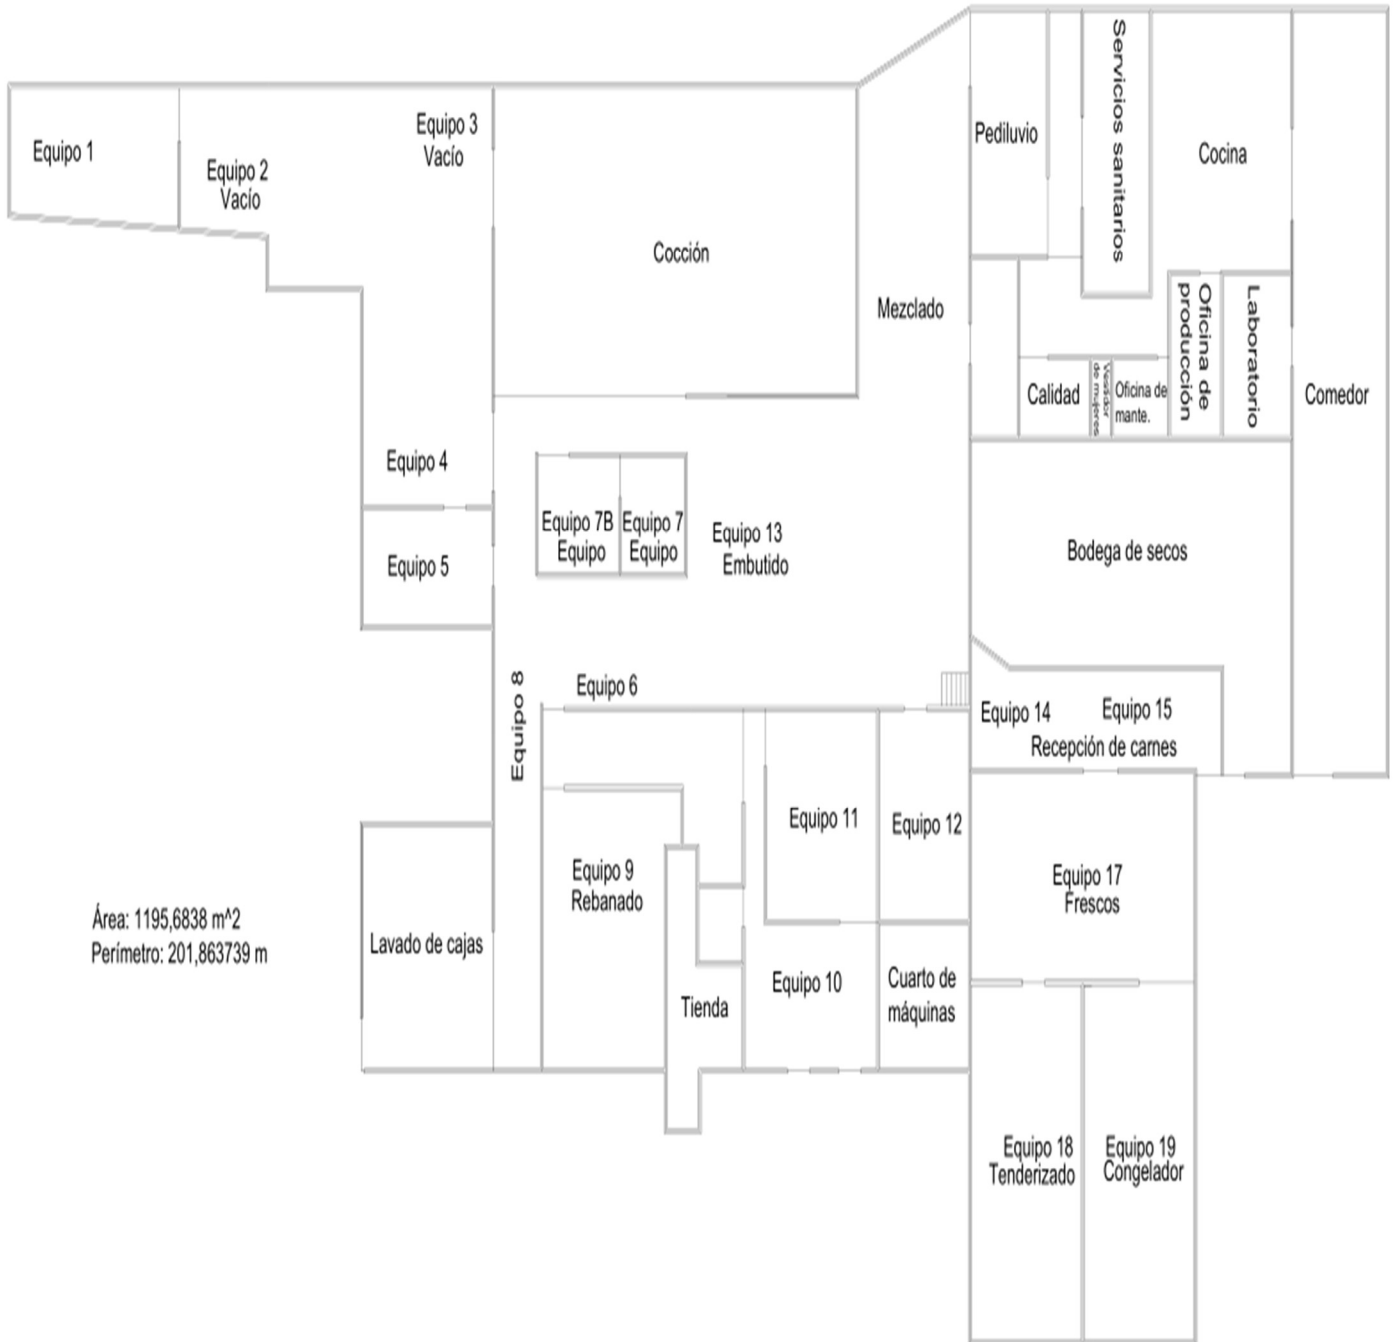 Servicios sanitarios
Equipo 3
Vacío
Pediluvio
Equipo 1
Cocina
Equipo 2
Vacío
Cocción
Mezclado
Oficina de
producción
Laboratorio
Calidad
Vestidor
de mujeres
Oficina de
mante.
Comedor
Equipo 4
Equipo 7B
Equipo
Equipo 7
Equipo
Equipo 13
Embutido
Bodega de secos
Equipo 5
Equipo 8
Equipo 6
Equipo 14
Equipo 15
Recepción de carnes
Equipo 11
Equipo 12
Equipo 9
Rebanado
Equipo 17
Frescos
Área: 1195,6838 m^2
Perímetro: 201,863739 m
Lavado de cajas
Tienda
Equipo 10
Cuarto de
máquinas
Equipo 18
Tenderizado
Equipo 19
Congelador